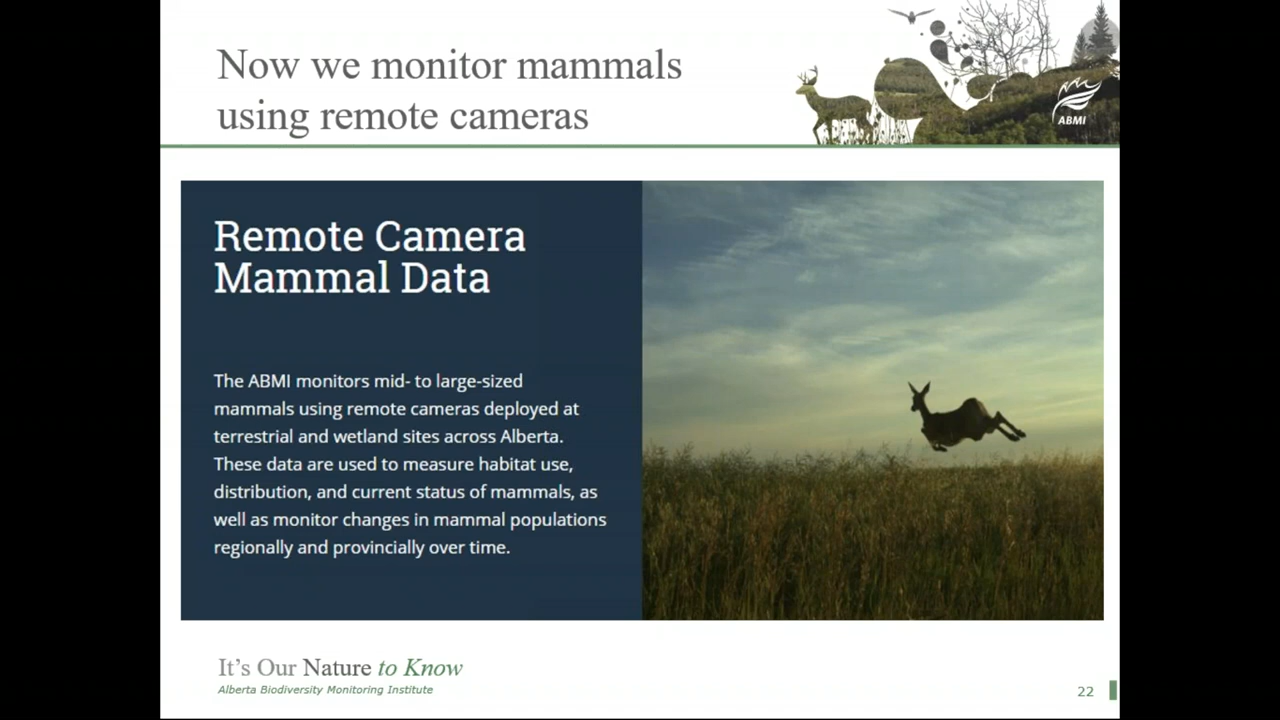 Now we monitor mammals
using remote cameras
ABMI
Remote Camera
Mammal Data
The ABMI monitors mid- to large-sized
mammals using remote cameras deployed at
terrestrial and wetland sites across Alberta.
These data are used to measure habitat use,
distribution, and current status of mammals, as
well as monitor changes in mammal populations
regionally and provincially over time.
It's Our Nature to Know
Alberta Biodiversity Monitoring Institute
22